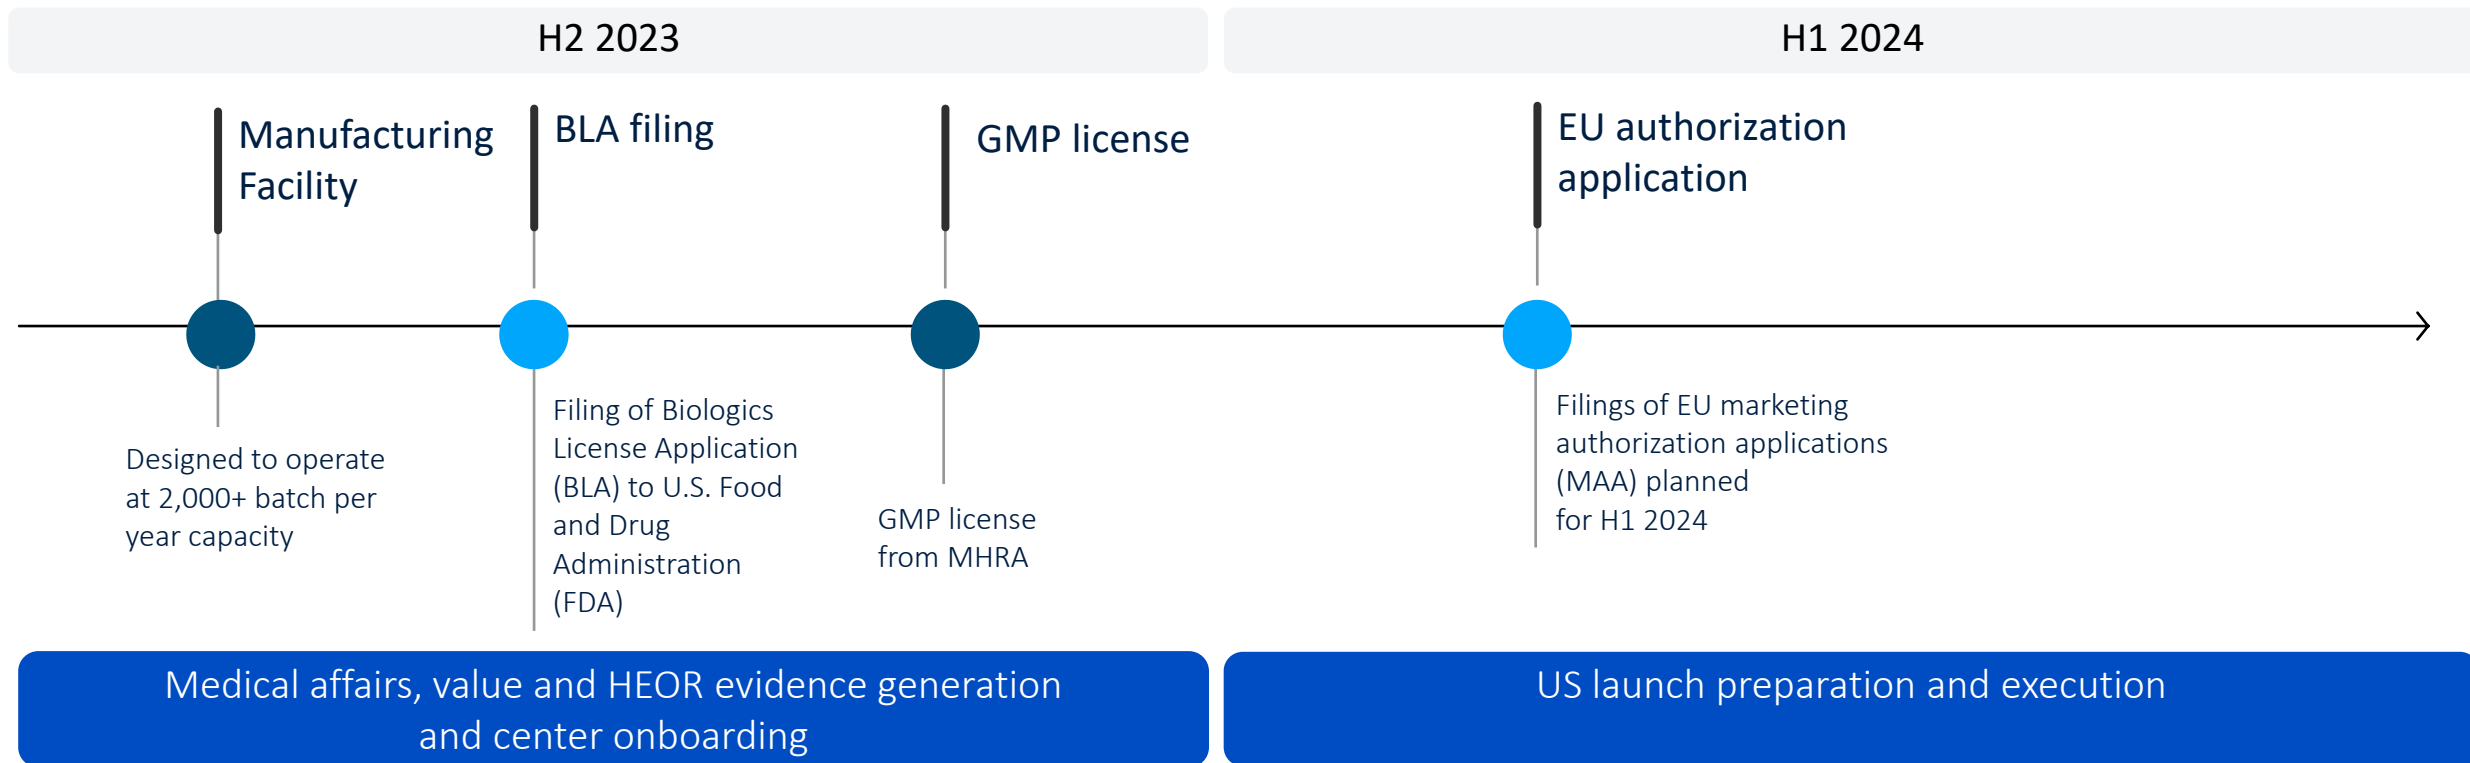 H2 2023
H1 2024
Manufacturing
Facility
BLA filing
GMP license
EU authorization
application
Designed to operate
at 2,000+ batch per
year capacity
Filing of Biologics
License Application
(BLA) to U.S. Food
and Drug
Administration
(FDA)
GMP license
from MHRA
Filings of EU marketing
authorization applications
(MAA) planned
for H1 2024
Medical affairs, value and HEOR evidence generation
and center onboarding
US launch preparation and execution